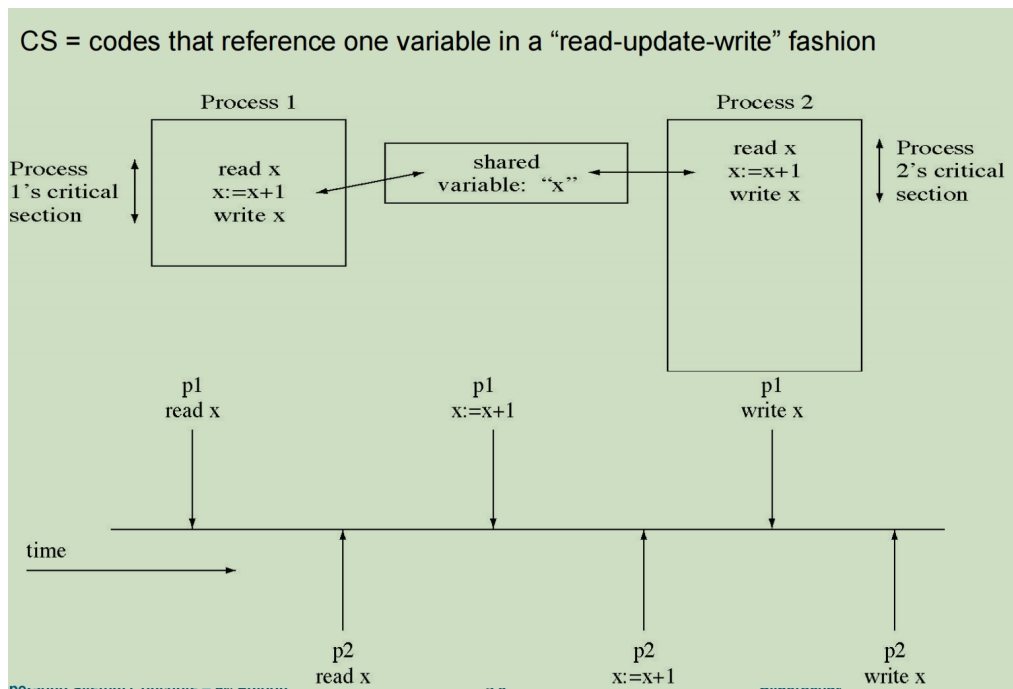 CS = codes that reference one variable in a “read-update-write” fashion
Process 1
Process 2
Process
1's critical
section
read x
x:=x+1
write x
shared
variable: “x”
read x
x:=x+1
write x
Process
2's critical
section
p1
read x
p1
x:=x+1
p1
write x
time
p2
read x
p2
x:=x+1
p2
write x